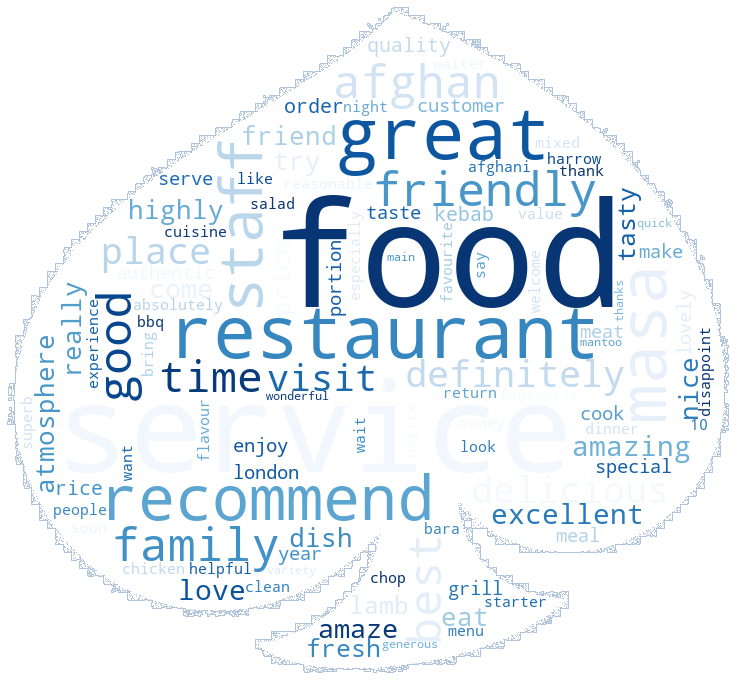 quality
waiter
afghan
order
night
customer
great
friend
mixed
harrow
afghani
thank
try
staff
serve
like
reasonable
friendly
tasty
salad
highly
taste
kebab
value
quick
cuisine
food
place
portion
especially
main
favourite
say
welcome
make
authentic
come
price
masa
lovely
really
experience
good
absolutely
bbq
bring
restaurant
meat
mantoo
thanks
disappoint
atmosphere
time
visit
definitely
nice
wonderful
return
fantastic
superb
service
flavour
polite
money
cook
10
want
enjoy
wait
look
dinner
amazing
london
special
rice
delicious
people
recommend
excellent
soon
family
dish
year
bara
meal
chicken
helpful
variety
love
clean
chop
best
grill
starter
lamb
eat
amaze
menu
fresh
generous